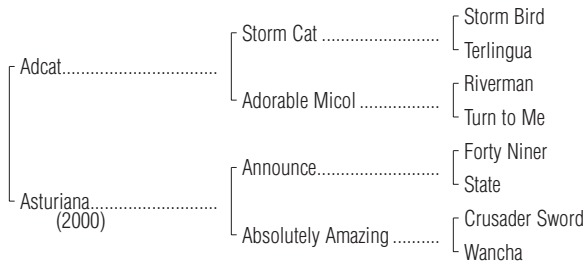 Storm Bird
Storm Cat ..............................
Terlingua
Adcat........................................
Riverman
Adorable Micol ....................
Turn to Me
Forty Niner
Announce...............................
State
Asturiana.................................
(2000)
Crusader Sword
Absolutely Amazing ............
Wancha